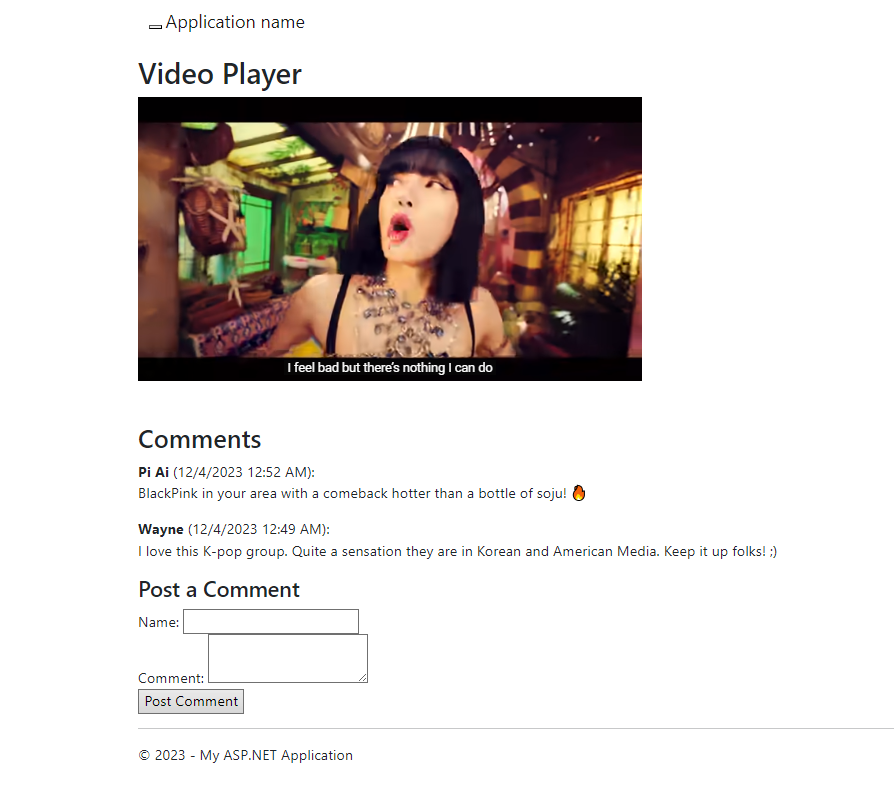 Application name
Video Player
I feel bad but there's nothing I can do
Comments
Pi Ai (12/4/2023 12:52 AM):
BlackPink in your area with a comeback hotter than a bottle of soju! 🔥
Wayne (12/4/2023 12:49 AM):
I love this K-pop group. Quite a sensation they are in Korean and American Media. Keep it up folks! ;)
Post a Comment
Name:
Comment:
Post Comment
© 2023 - My ASP.NET Application